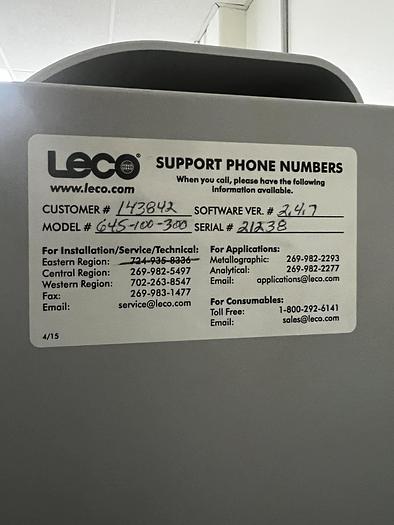 LECO® SUPPORT PHONE NUMBERS
When you call, please have the following
information available.
www.leco.com
CUSTOMER # 143842 SOFTWARE VER. # 2.4.7
MODEL # 645-100-300 SERIAL # 21238
For Installation/Service/Technical:
Eastern Region: 724-935-8336
Central Region: 269-982-5497
Western Region: 702-263-8547
Fax: 269-983-1477
Email: service@leco.com
For Applications:
Metallographic: 269-982-2293
Analytical: 269-982-2277
Email: applications@leco.com
For Consumables:
Toll Free: 1-800-292-6141
Email: sales@leco.com
4/15